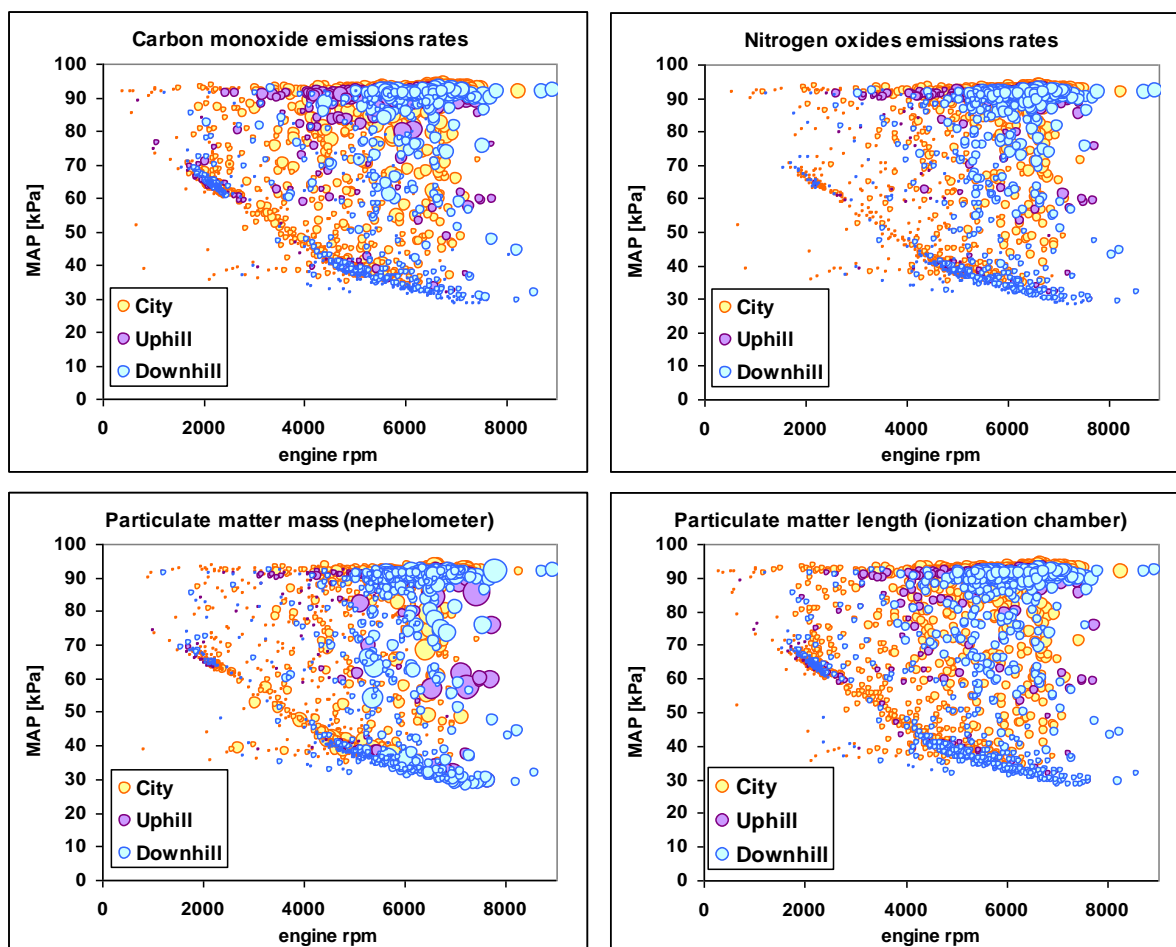 Carbon monoxide emissions rates
MAP [kPa]
100
90
80
70
60
50
40
30
20
10
0
City
Uphill
Downhill
0 2000 4000 6000 8000
engine rpm
Nitrogen oxides emissions rates
MAP [kPa]
100
90
80
70
60
50
40
30
20
10
0
City
Uphill
Downhill
0 2000 4000 6000 8000
engine rpm
Particulate matter mass (nephelometer)
MAP [kPa]
100
90
80
70
60
50
40
30
20
10
0
City
Uphill
Downhill
0 2000 4000 6000 8000
engine rpm
Particulate matter length (ionization chamber)
MAP [kPa]
100
90
80
70
60
50
40
30
20
10
0
City
Uphill
Downhill
0 2000 4000 6000 8000
engine rpm